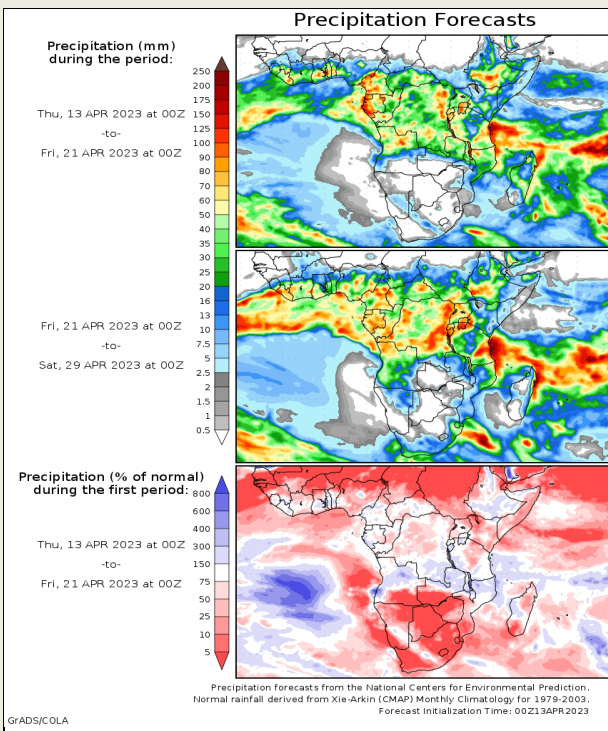 Precipitation Forecasts
Precipitation (mm)
during the period:
Thu, 13 APR 2023 at 00Z
-to-
Fri, 21 APR 2023 at 00Z
250
200
175
150
125
100
90
80
70
60
50
40
35
30
25
20
16
13
10
7.5
5
2.5
2
1.5
1
0.5
Fri, 21 APR 2023 at 00Z
-to-
Sat, 29 APR 2023 at 00Z
Precipitation (% of normal)
during the first period:
Thu, 13 APR 2023 at 00Z
-to-
Fri, 21 APR 2023 at 00Z
800
600
400
300
150
75
50
25
10
5
Precipitation forecasts from the National Centers for Environmental Prediction.
Normal rainfall derived from Xie-Arkin (CMAP) Monthly Climatology for 1979-2003.
Forecast Initialization Time: 00Z13APR2023
GrADS/COLA